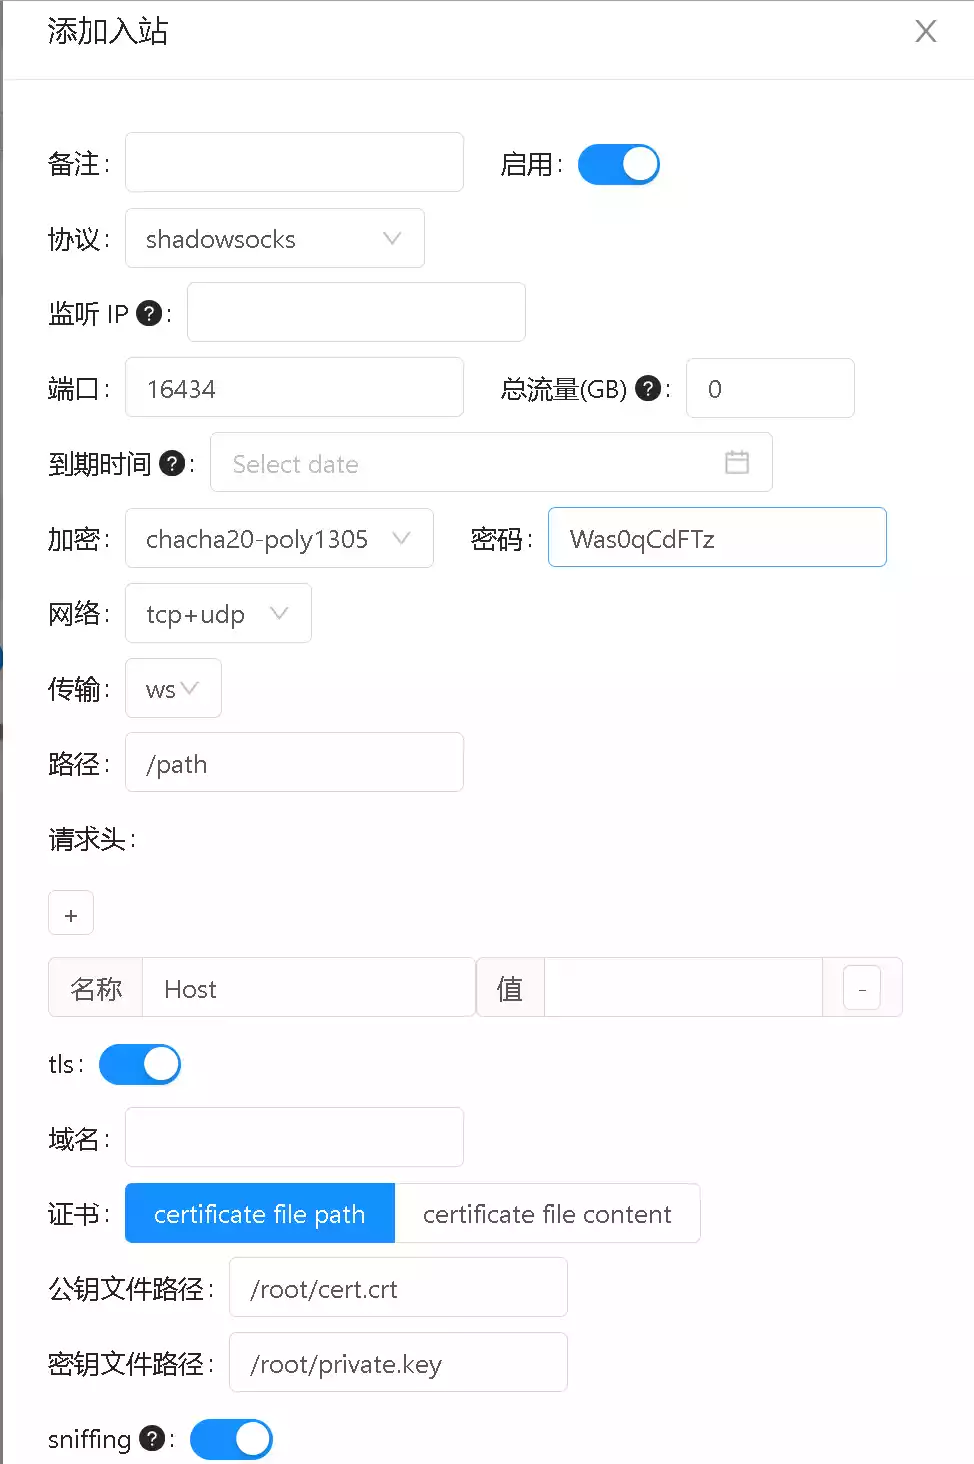 添加入站
备注: 启用:
协议: shadowsocks
监听 IP ? :
端口: 16434 总流量(GB) ? : 0
到期时间 ? : Select date
加密: chacha20-poly1305 密码: Was0qCdFTz
网络: tcp+udp
传输: ws
路径: /path
请求头:
+
名称 Host 值 -
tls:
域名:
证书: certificate file path certificate file content
公钥文件路径: /root/cert.crt
密钥文件路径: /root/private.key
sniffing ? :